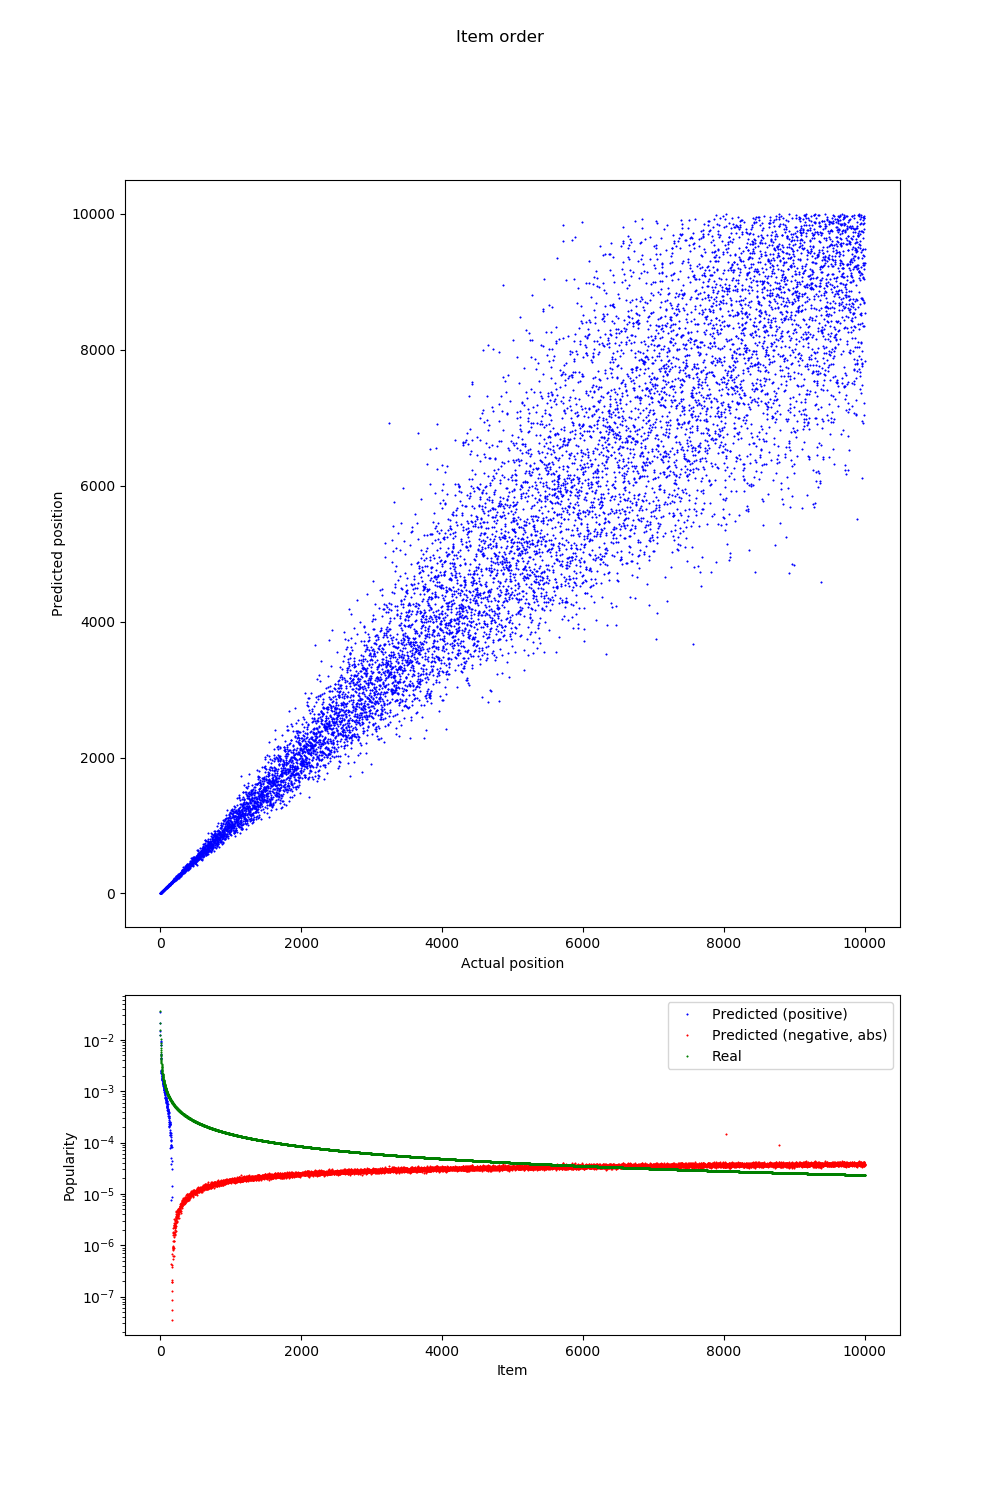 Item order
10000
8000
6000
4000
2000
0
Predicted position
0 2000 4000 6000 8000 10000
Actual position
10⁻²
10⁻³
10⁻⁴
10⁻⁵
10⁻⁶
10⁻⁷
Popularity
Predicted (positive)
Predicted (negative, abs)
Real
0 2000 4000 6000 8000 10000
Item